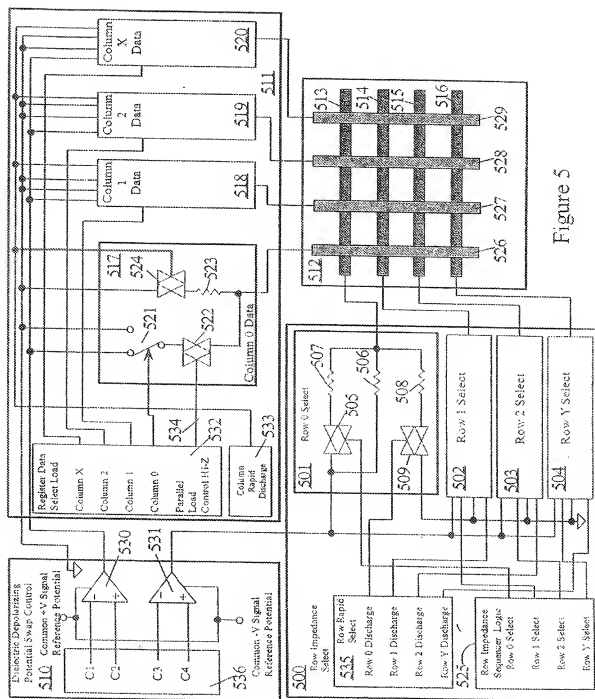 Dielectric Depolarizing
Potential Swap Control
510
Common +V Signal
Reference Potential
C1
C2
C3
C4
530
531
536
Common -V Signal
Reference Potential
Register Data
Select Load
Column X
Column 2
Column 1
Column 0
Parallel
Load
Control Hi-Z
532
534
Column
Rapid
Discharge
533
517
521
522
523
524
Column 0 Data
Column
1
Data
518
Column
2
Data
519
Column
X
Data
520
511
500
Row Impedance
Select
535
Row Rapid
Select
Row 0 Discharge
Row 1 Discharge
Row 2 Discharge
Row Y Discharge
525
Row Impedance
Sequencer Logic
Row 0 Select
Row 1 Select
Row 2 Select
Row Y Select
501
Row 0 Select
505
507
506
508
509
502
Row 1 Select
503
Row 2 Select
504
Row Y Select
512
513
514
515
516
526
527
528
529
Figure 5